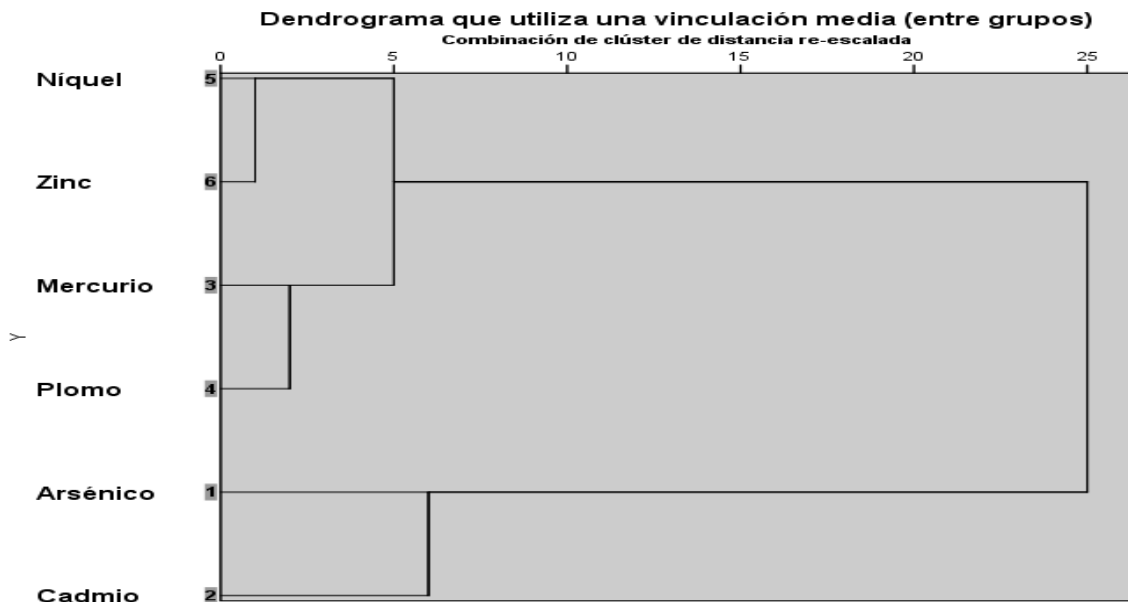 Dendrograma que utiliza una vinculación media (entre grupos)
Combinación de clúster de distancia re-escalada
0 5 10 15 20 25
Níquel 5
Zinc 6
Mercurio 3
Y
Plomo 4
Arsénico 1
Cadmio 2